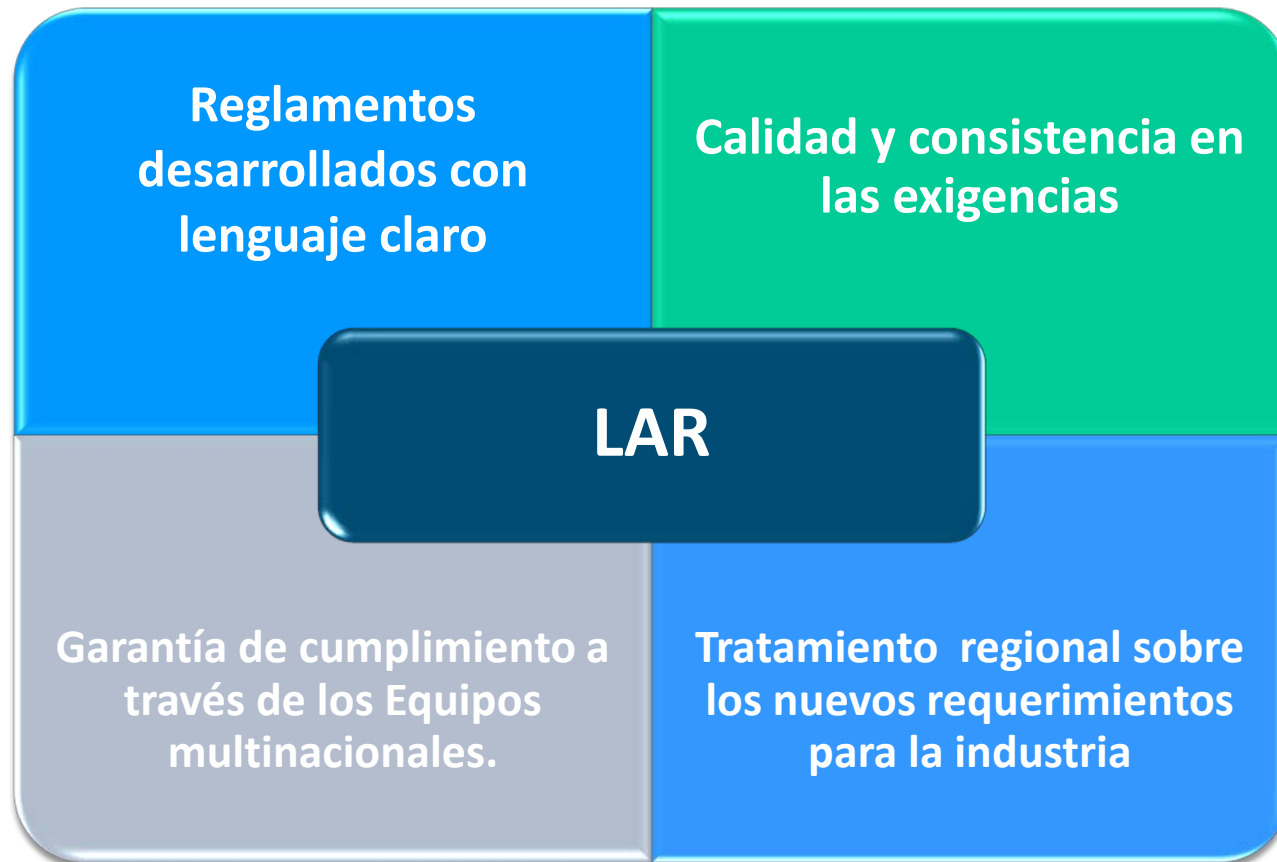 Reglamentos
desarrollados con
lenguaje claro
Calidad y consistencia en
las exigencias
LAR
Garantía de cumplimiento a
través de los Equipos
multinacionales.
Tratamiento  regional sobre
los nuevos requerimientos
para la industria